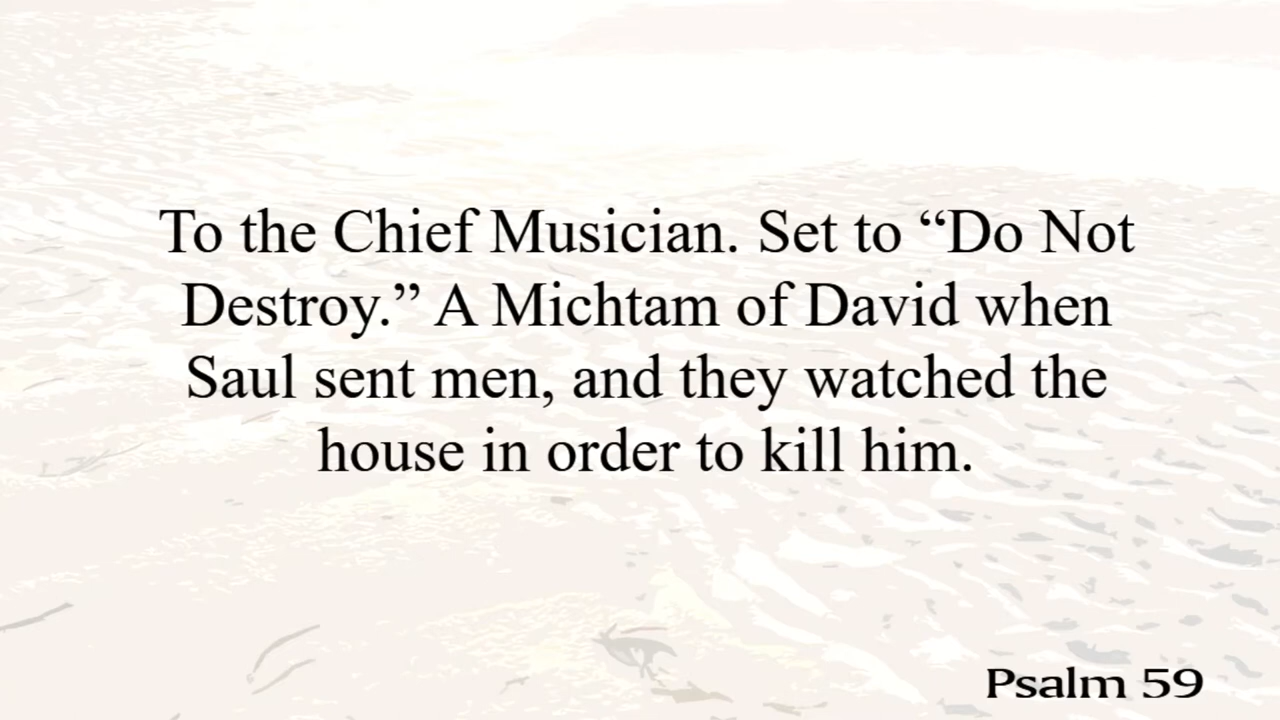 To the Chief Musician. Set to “Do Not
Destroy.” A Michtam of David when
Saul sent men, and they watched the
house in order to kill him.
Psalm 59